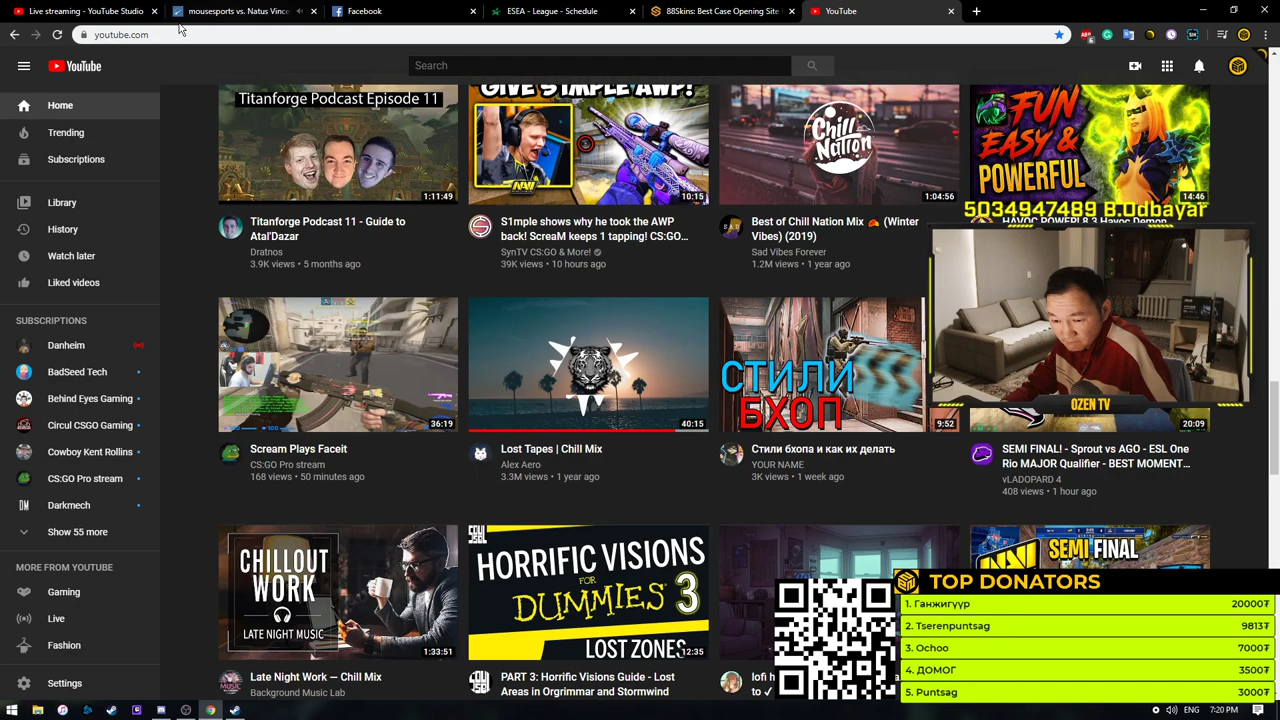 Live streaming - YouTube Studio
mousesports vs. Natus Vince
Facebook
ESEA - League - Schedule
88Skins: Best Case Opening Site
YouTube
youtube.com
YouTube
Search
Home
Trending
Subscriptions
Library
History
Watch later
Liked videos
SUBSCRIPTIONS
Danheim
BadSeed Tech
Behind Eyes Gaming
Cowboy Kent Rollins
CS:GO Pro stream
Darkmech
Show 55 more
MORE FROM YOUTUBE
Gaming
Live
Fashion
Settings
Titanforge Podcast Episode 11
1:11:49
Titanforge Podcast 11 - Guide to
Atal'Dazar
Dratnos
3.9K views • 5 months ago
GIVE S1MPLE AWP!
NAVI
10:15
S1mple shows why he took the AWP
back! ScreaM keeps 1 tapping! CS:GO...
SynTV CS:GO & More!
39K views • 10 hours ago
Chill
Nation
1:04:56
Best of Chill Nation Mix 🍂 (Winter
Vibes) (2019)
Sad Vibes Forever
1.2M views • 1 year ago
FUN
EASY &
POWERFUL
14:46
5034947489 B.Odbayar
HAVOC POWER! 8.3 Havoc Demon
OZEN TV
36:19
Scream Plays Faceit
CS:GO Pro stream
168 views • 50 minutes ago
40:15
Lost Tapes | Chill Mix
Alex Aero
3.3M views • 1 year ago
СТИЛИ
БХОП
9:52
Стили бхопа и как их делать
YOUR NAME
3K views • 1 week ago
20:09
SEMI FINAL! - Sprout vs AGO - ESL One
Rio MAJOR Qualifier - BEST MOMENT...
vLADOPARD 4
408 views • 1 hour ago
CHILLOUT
WORK
LATE NIGHT MUSIC
1:33:51
Late Night Work — Chill Mix
Background Music Lab
HORRIFIC VISIONS
FOR
DUMMIES 3
LOST ZONES
PART 3: Horrific Visions Guide - Lost
Areas in Orgrimmar and Stormwind
SEMI FINAL
TOP DONATORS
1. Ганжигүүр 20000₮
2. Tserenpuntsag 9813₮
3. Ochoo 7000₮
4. ДОМОГ 3500₮
5. Puntsag 3000₮
ENG
7:20 PM